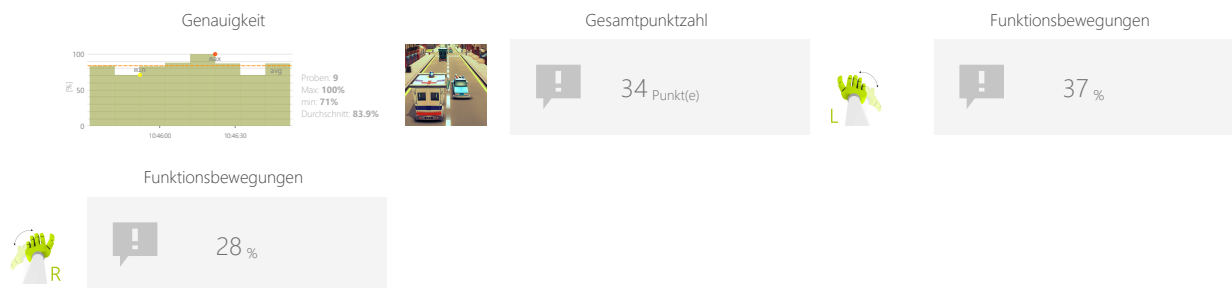 Genauigkeit
100
50
0
[%]
min
max
avg
10:46:00
10:46:30
Proben: 9
Max: 100%
min: 71%
Durchschnitt: 83.9%
Gesamtpunktzahl
34 Punkt(e)
Funktionsbewegungen
L
37 %
Funktionsbewegungen
R
28 %